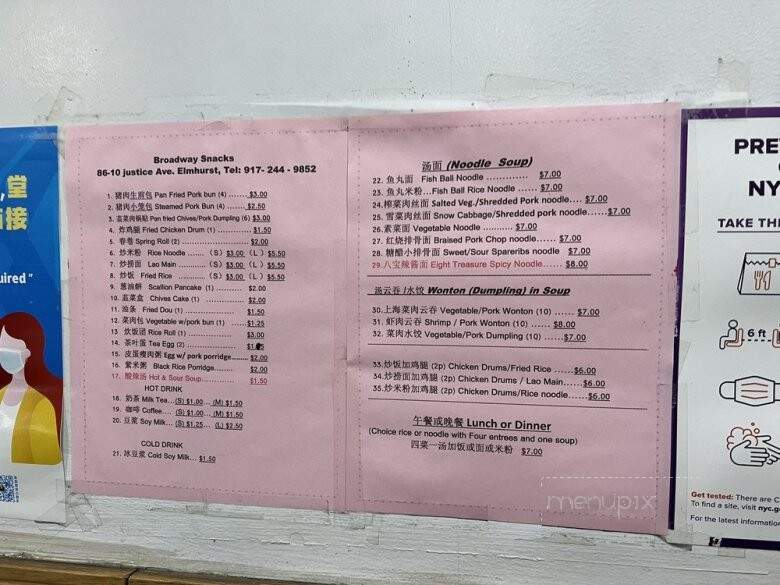 Broadway Snacks
86-10 justice Ave. Elmhurst, Tel: 917- 244 - 9852
1. 猪肉生煎包 Pan Fried Pork bun (4) ...... $3.00
2. 猪肉小笼包 Steamed Pork Bun (4) ........ $2.50
3. 韭菜肉锅贴 Pan fried Chives/Pork Dumpling (6) $3.00
4. 炸鸡腿 Fried Chicken Drum (1) ........ $1.50
5. 春卷 Spring Roll (2) ........ $2.00
6. 炒米粉 Rice Noodle ........ (S) $3.00 (L) $5.50
7. 炒捞面 Lao Main ........ (S) $3.00 (L) $5.50
8. 炒饭 Fried Rice ........ (S) $3.00 (L) $5.50
9. 葱油餅 Scallion Pancake (1) ........ $2.00
10. 韭菜盒 Chives Cake (1) ........ $2.00
11. 油条 Fried Dou (1) ........ $1.50
12. 菜肉包 Vegetable w/pork bun (1) ..... $1.25
13. 炊饭团 Rice Roll (1) ........ $3.00
14. 茶叶蛋 Tea Egg (2) ........
15. 皮蛋瘦肉粥 Egg w/ pork porridge........ $2.00
16. 紫米粥 Black Rice Porridge........ $2.00
17. 酸辣汤 Hot & Sour Soup........ $1.50
HOT DRINK
18. 奶茶 Milk Tea...(S) $1.00 ...(M) $1.50
19. 咖啡 Coffee....(S) $1.00...(M) $1.50
20. 豆浆 Soy Milk...(S) $1.25... (L) $2.50
COLD DRINK
21. 冰豆浆 Cold Soy Milk... $1.50
汤面 (Noodle Soup)
22. 鱼丸面 Fish Ball Noodle ............ $7.00
23. 鱼丸米粉...Fish Ball Rice Noodle ..... $7.00
24.榨菜肉丝面 Salted Veg./Shredded Pork noodle.... $7.00
25. 雪菜肉丝面 Snow Cabbage/Shredded pork noodle.... $7.00
26.素菜面 Vegetable Noodle .......... $7.00
27. 红烧排骨面 Braised Pork Chop noodle... $7.00
28. 糖醋小排骨面 Sweet/Sour Spareribs noodle $7.00
29.八宝辣酱面 Eight Treasure Spicy Noodle..... $8.00
汤云吞 /水饺 Wonton (Dumpling) in Soup
30.上海菜肉云吞 Vegetable/Pork Wonton (10) .... $7.00
31. 虾肉云吞 Shrimp / Pork Wonton (10) .... $8.00
32. 菜肉水饺 Vegetable/Pork Dumpling (10) .... $7.00
33.炒饭加鸡腿 (2p) Chicken Drums/Fried Rice .....$6.00
34.炒捞面加鸡腿 (2p) Chicken Drums / Lao Main....$6.00
35.炒米粉加鸡腿 (2p) Chicken Drums/Rice noodle.....$6.00
午餐或晚餐 Lunch or Dinner
(Choice rice or noodle with Four entrees and one soup)
四菜一汤加饭或面或米粉 $7.00
menupix
堂
接
uired"
PRE
NY
TAKE TH
6 ft
Get tested: There are C
To find a site, visit nyc.go
For the latest information